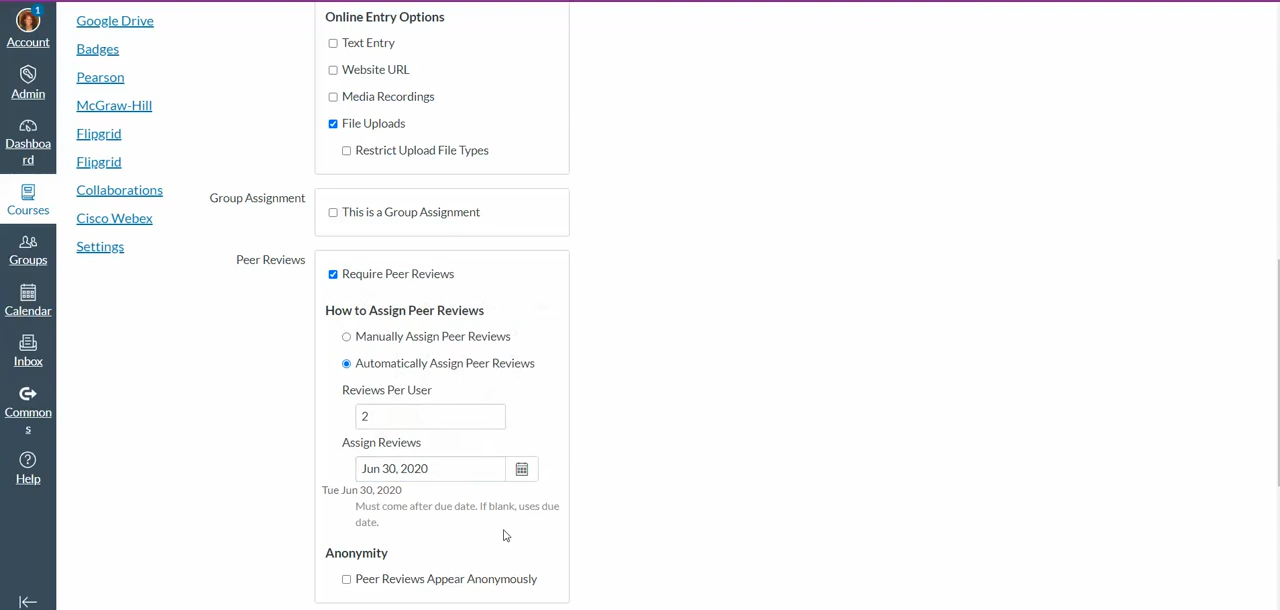 1
Account
Admin
Dashboa
rd
Courses
Groups
Calendar
Inbox
Common
s
Help
Google Drive
Badges
Pearson
McGraw-Hill
Flipgrid
Flipgrid
Collaborations
Cisco Webex
Settings
Online Entry Options
Text Entry
Website URL
Media Recordings
File Uploads
Restrict Upload File Types
Group Assignment
This is a Group Assignment
Peer Reviews
Require Peer Reviews
How to Assign Peer Reviews
Manually Assign Peer Reviews
Automatically Assign Peer Reviews
Reviews Per User
2
Assign Reviews
Jun 30, 2020
Tue Jun 30, 2020
Must come after due date. If blank, uses due
date.
Anonymity
Peer Reviews Appear Anonymously